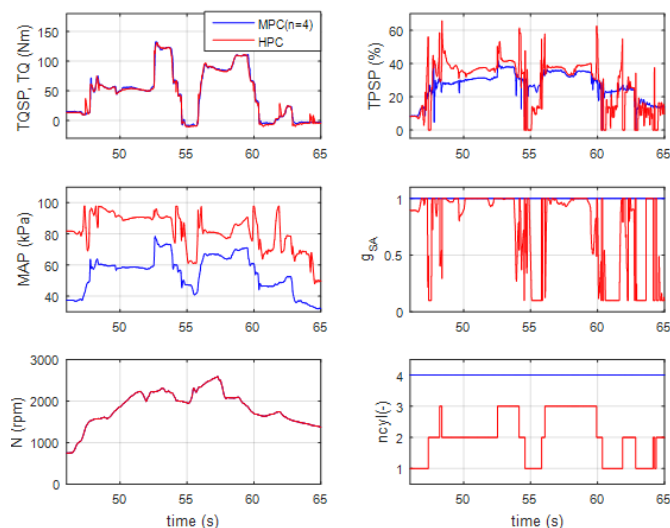 MPC(n=4)
HPC
TQSP, TQ (Nm)
150
100
50
0
50 55 60 65
TPSP (%)
60
40
20
0
50 55 60 65
MAP (kPa)
100
80
60
40
50 55 60 65
gSA
1
0.5
0
50 55 60 65
N (rpm)
3000
2000
1000
0
50 55 60 65
time (s)
ncyl(-)
4
3
2
1
50 55 60 65
time (s)